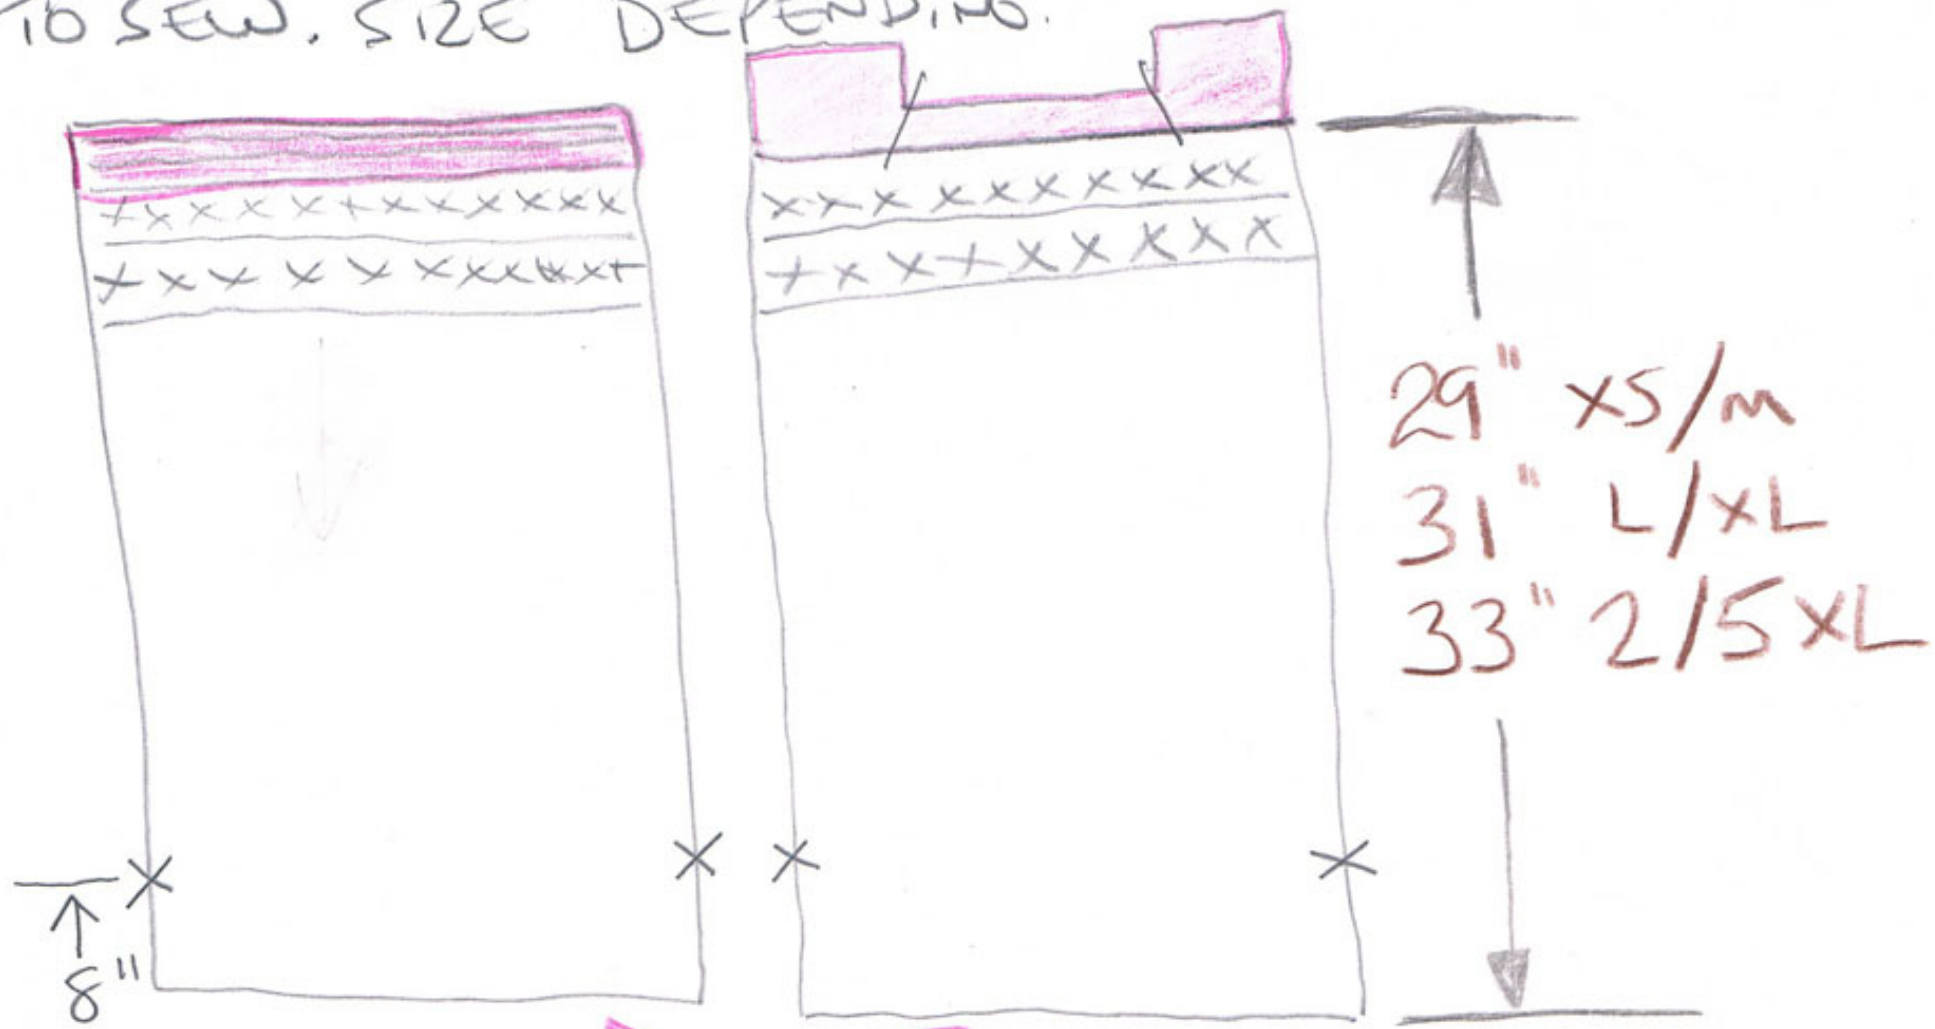 TO SEW. SIZE DEPENDING.
29" XS/M
31" L/XL
33" 2/5XL
8"